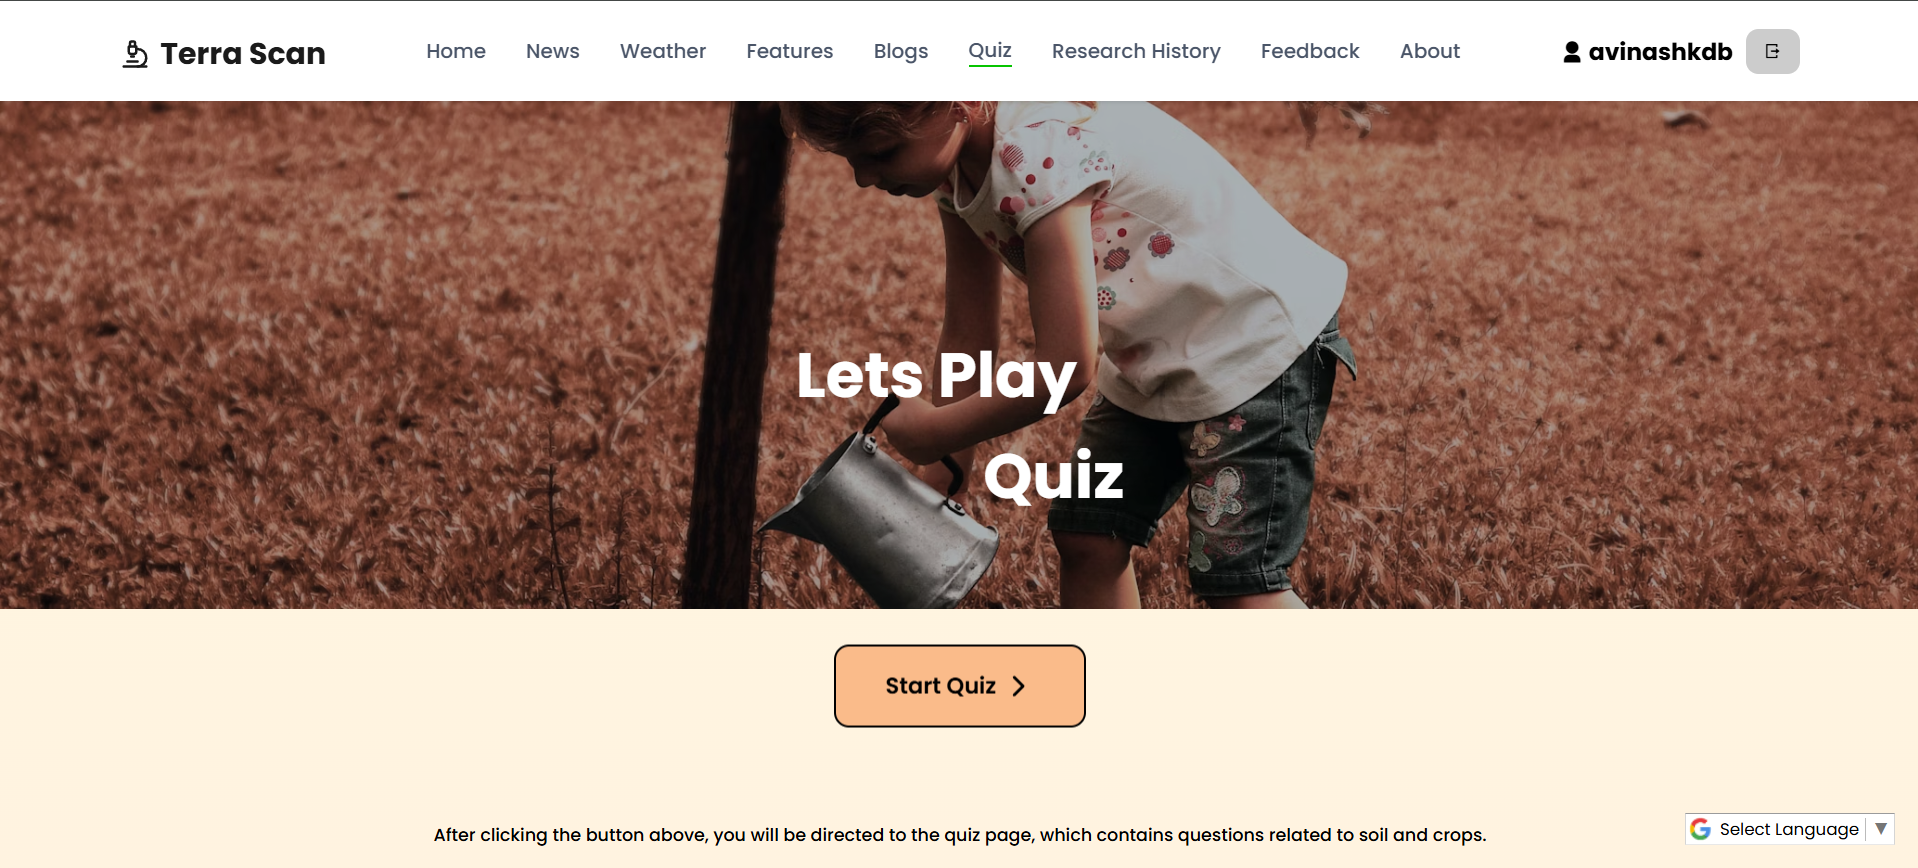 Terra Scan
Home News Weather Features Blogs Quiz Research History Feedback About
avinashkdb
Lets Play
Quiz
Start Quiz
After clicking the button above, you will be directed to the quiz page, which contains questions related to soil and crops.
Select Language